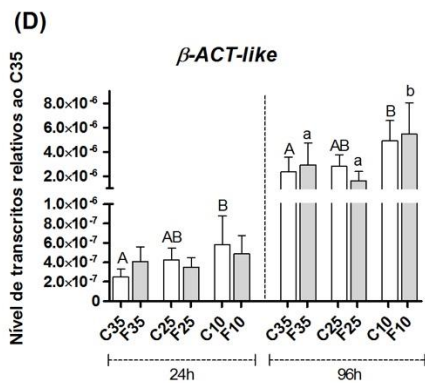 (D)
β-ACT-like
Nível de transcritos relativos ao C35
8.0×10⁻⁶
6.0×10⁻⁶
4.0×10⁻⁶
2.0×10⁻⁶
1.0×10⁻⁶
8.0×10⁻⁷
6.0×10⁻⁷
4.0×10⁻⁷
2.0×10⁻⁷
0
A AB B A a AB a B b
C35 F35 C25 F25 C10 F10 C35 F35 C25 F25 C10 F10
24h 96h